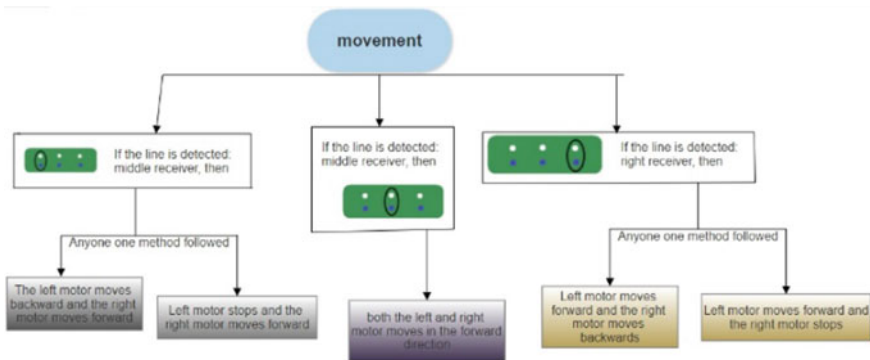 movement
If the line is detected:
middle receiver, then
If the line is detected:
middle receiver, then
If the line is detected:
right receiver, then
Anyone one method followed
Anyone one method followed
The left motor moves
backward and the right
motor moves forward
Left motor stops and the
right motor moves forward
both the left and right
motor moves in the forward
direction
Left motor moves
forward and the right
motor moves
backwards
Left motor moves forward and
the right motor stops